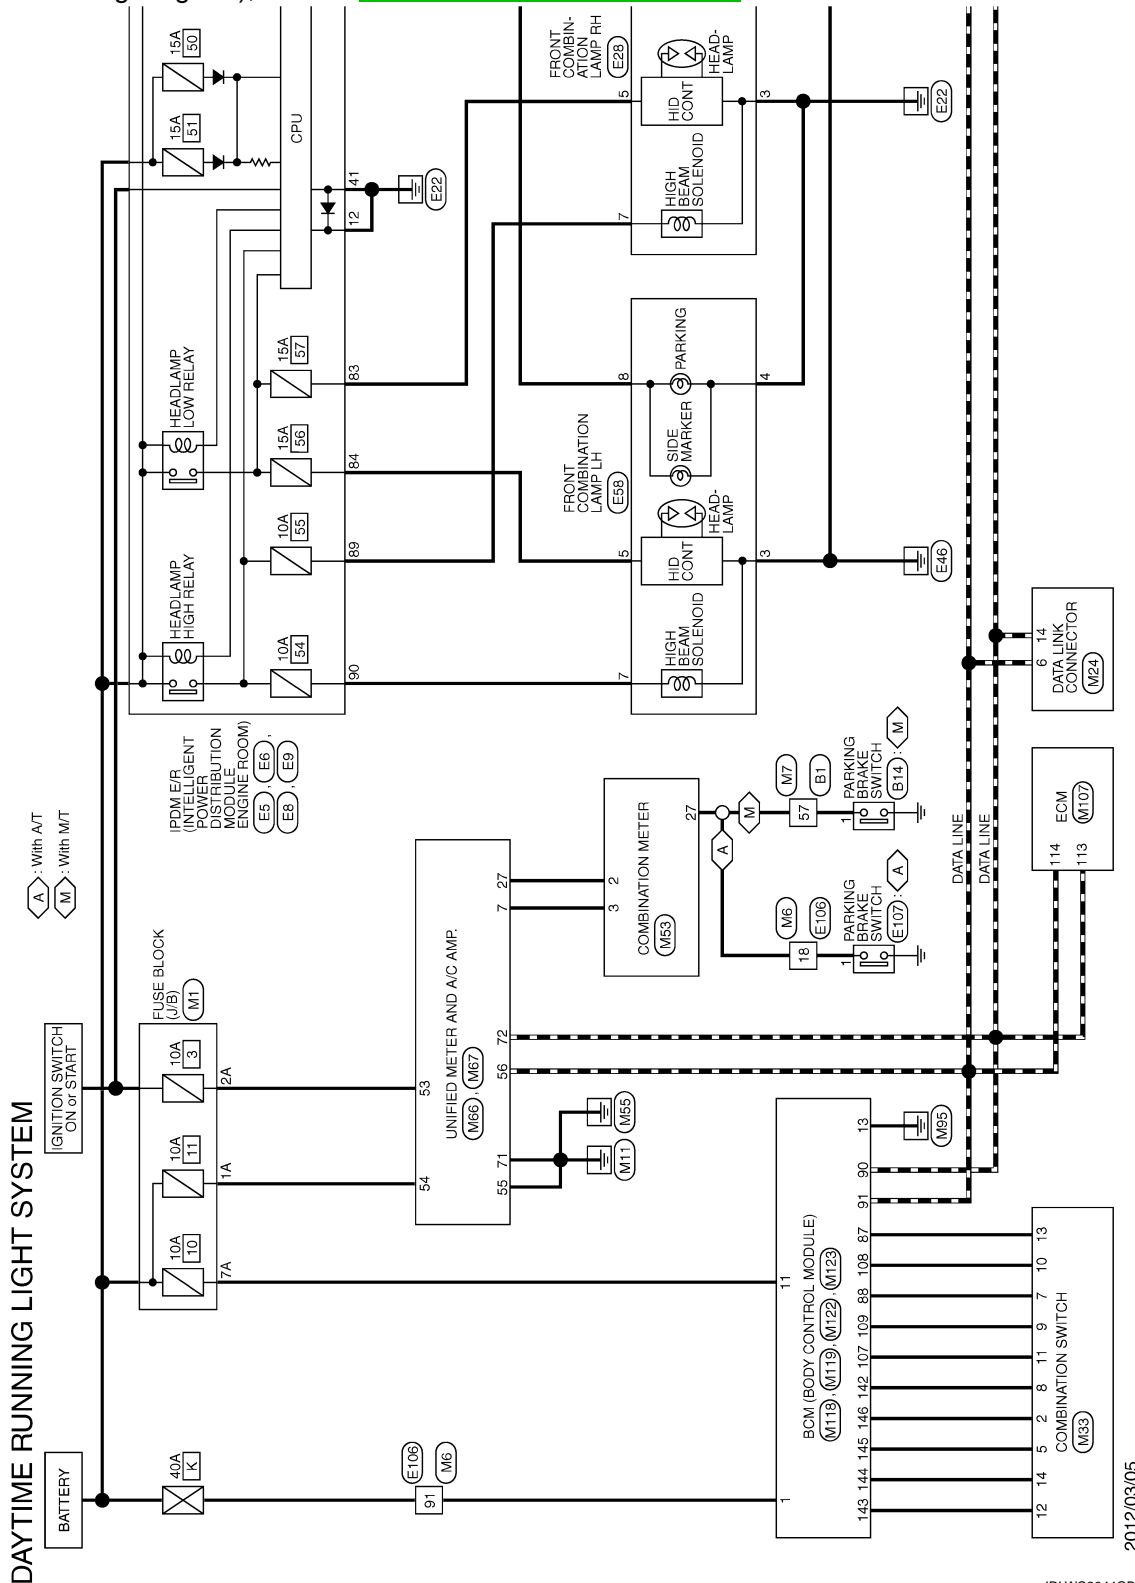 DAYTIME RUNNING LIGHT SYSTEM
BATTERY
IGNITION SWITCH
ON or START
A : With A/T
M : With M/T
40A
K
10A
10
10A
11
10A
3
FUSE BLOCK
(J/B)
M1
7A
1A
2A
91
E106
M6
IPDM E/R
(INTELLIGENT
POWER
DISTRIBUTION
MODULE
ENGINE ROOM)
E5 , E6 ,
E8 , E9
HEADLAMP
HIGH RELAY
HEADLAMP
LOW RELAY
10A
54
10A
55
15A
56
15A
57
15A
51
15A
50
CPU
90
89
84
83
12
41
E22
54
53
UNIFIED METER AND A/C AMP.
M66 , M67
55
71
56
72
7
27
M11
M55
3
2
COMBINATION METER
M53
27
A
M
18
M6
E106
57
M7
B1
1
PARKING
BRAKE
SWITCH
E107 : A
1
PARKING
BRAKE
SWITCH
B14 : M
FRONT
COMBINATION
LAMP LH
E58
7
5
8
HIGH
BEAM
SOLENOID
HID
CONT
HEAD-
LAMP
SIDE
MARKER
PARKING
3
4
E46
FRONT
COMBIN-
ATION
LAMP RH
E28
7
5
HIGH
BEAM
SOLENOID
HID
CONT
HEAD-
LAMP
3
E22
1
11
BCM (BODY CONTROL MODULE)
M118 , M119 , M122 , M123
143
144
145
146
142
107
109
88
108
87
91
90
13
M95
12
14
5
2
8
11
9
7
10
13
COMBINATION SWITCH
M33
DATA LINE
DATA LINE
114
113
ECM
M107
6
14
DATA LINK
CONNECTOR
M24
2012/03/05